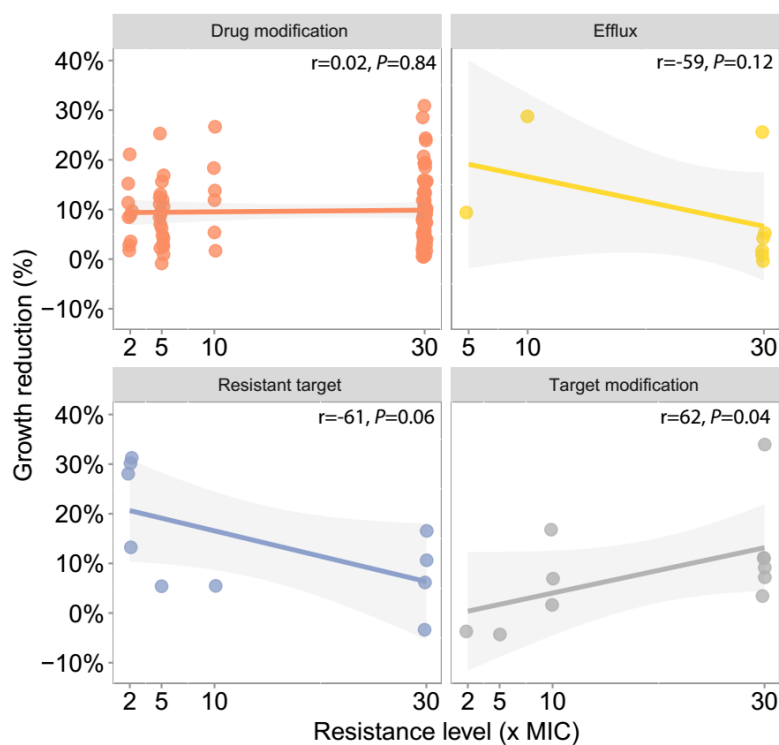 Drug modification
Efflux
r=0.02, P=0.84
r=-59, P=0.12
40%
30%
20%
10%
0%
−10%
2 5 10 30
5 10 30
Resistant target
Target modification
r=-61, P=0.06
r=62, P=0.04
40%
30%
20%
10%
0%
−10%
2 5 10 30
2 5 10 30
Growth reduction (%)
Resistance level (x MIC)